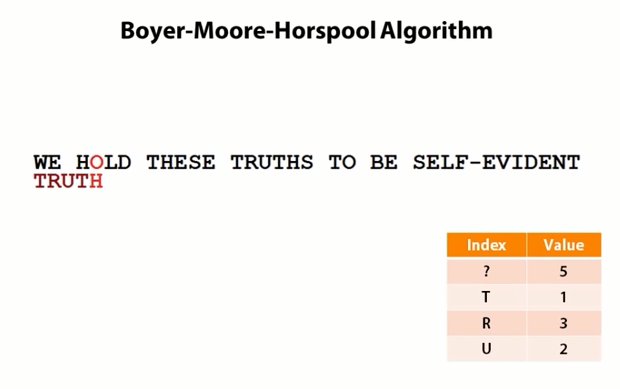 Boyer-Moore-Horspool Algorithm
WE HOLD THESE TRUTHS TO BE SELF-EVIDENT
TRUTH
Index Value
? 5
T 1
R 3
U 2